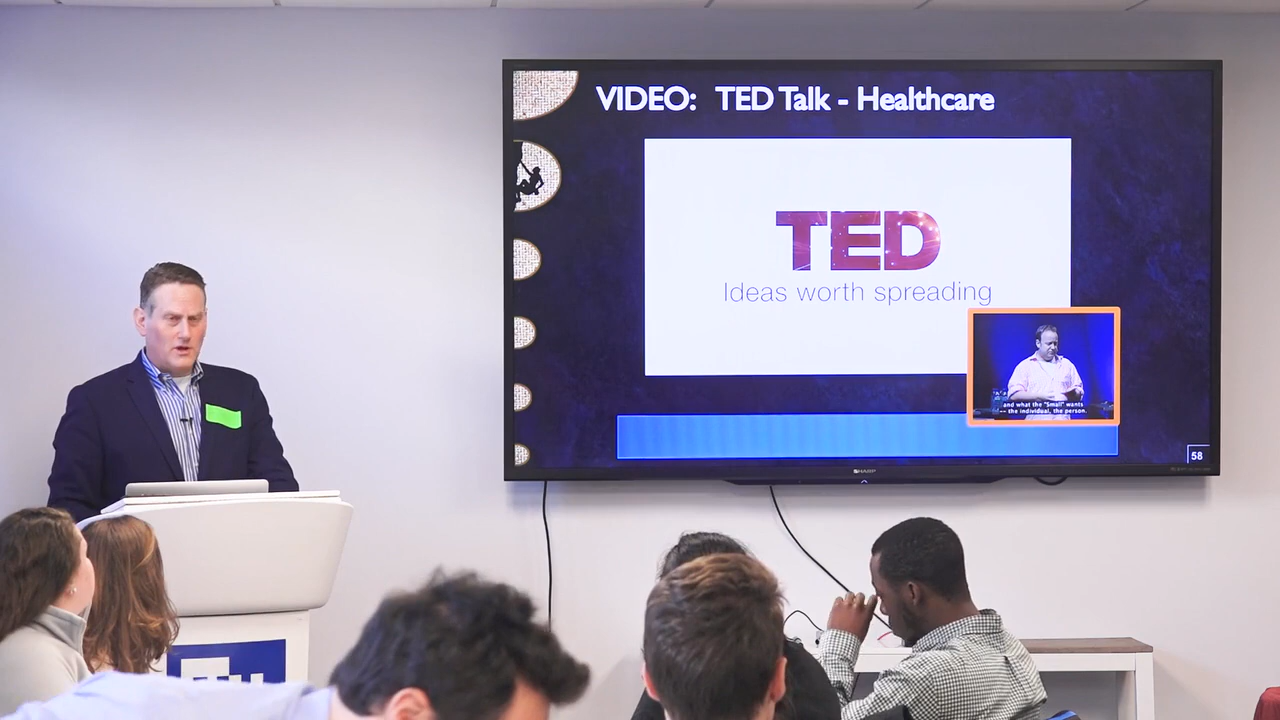 VIDEO: TED Talk - Healthcare
TED
Ideas worth spreading
and what the "Small" wants
-- the individual, the person.
58
SHARP